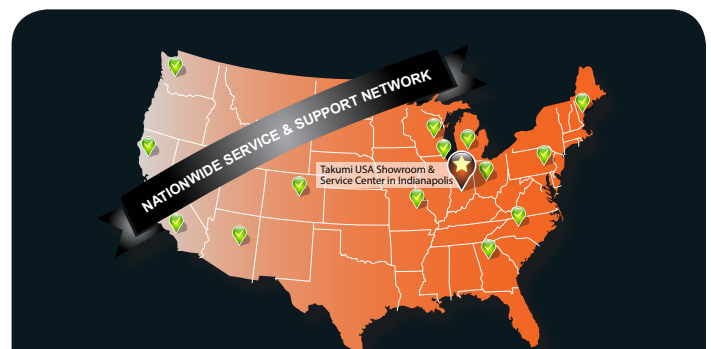 NATIONWIDE SERVICE & SUPPORT NETWORK
Takumi USA Showroom &
Service Center in Indianapolis